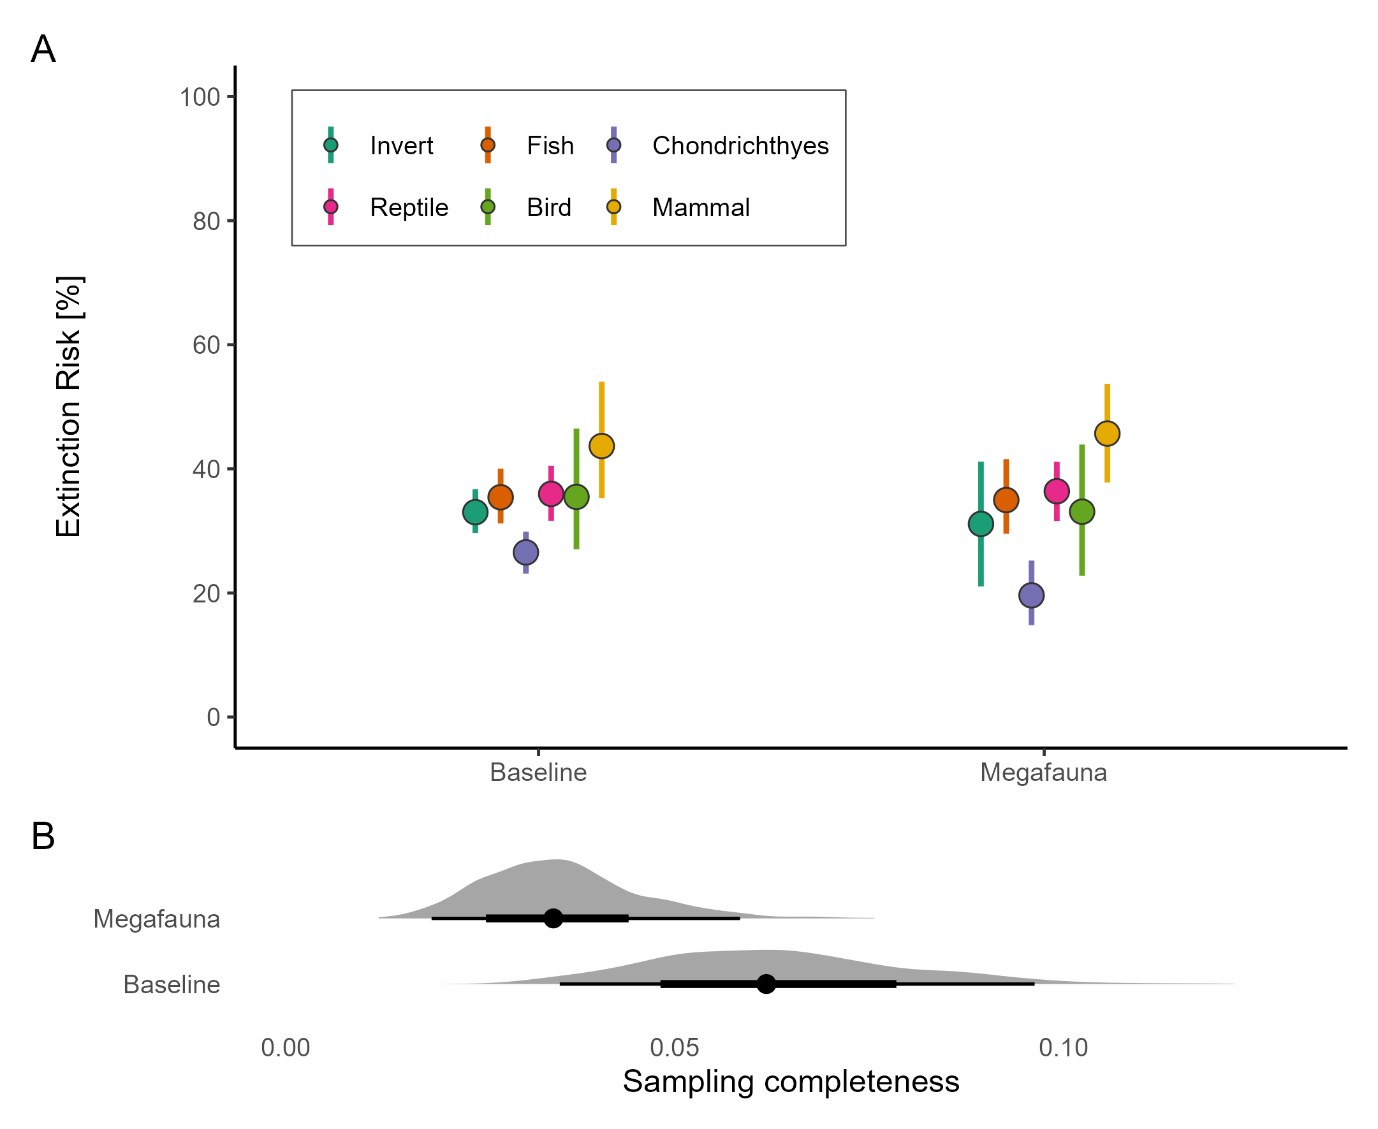 A
100
80
60
40
20
0
Extinction Risk [%]
Invert Fish Chondrichthyes
Reptile Bird Mammal
Baseline Megafauna
B
Megafauna
Baseline
0.00 0.05 0.10
Sampling completeness